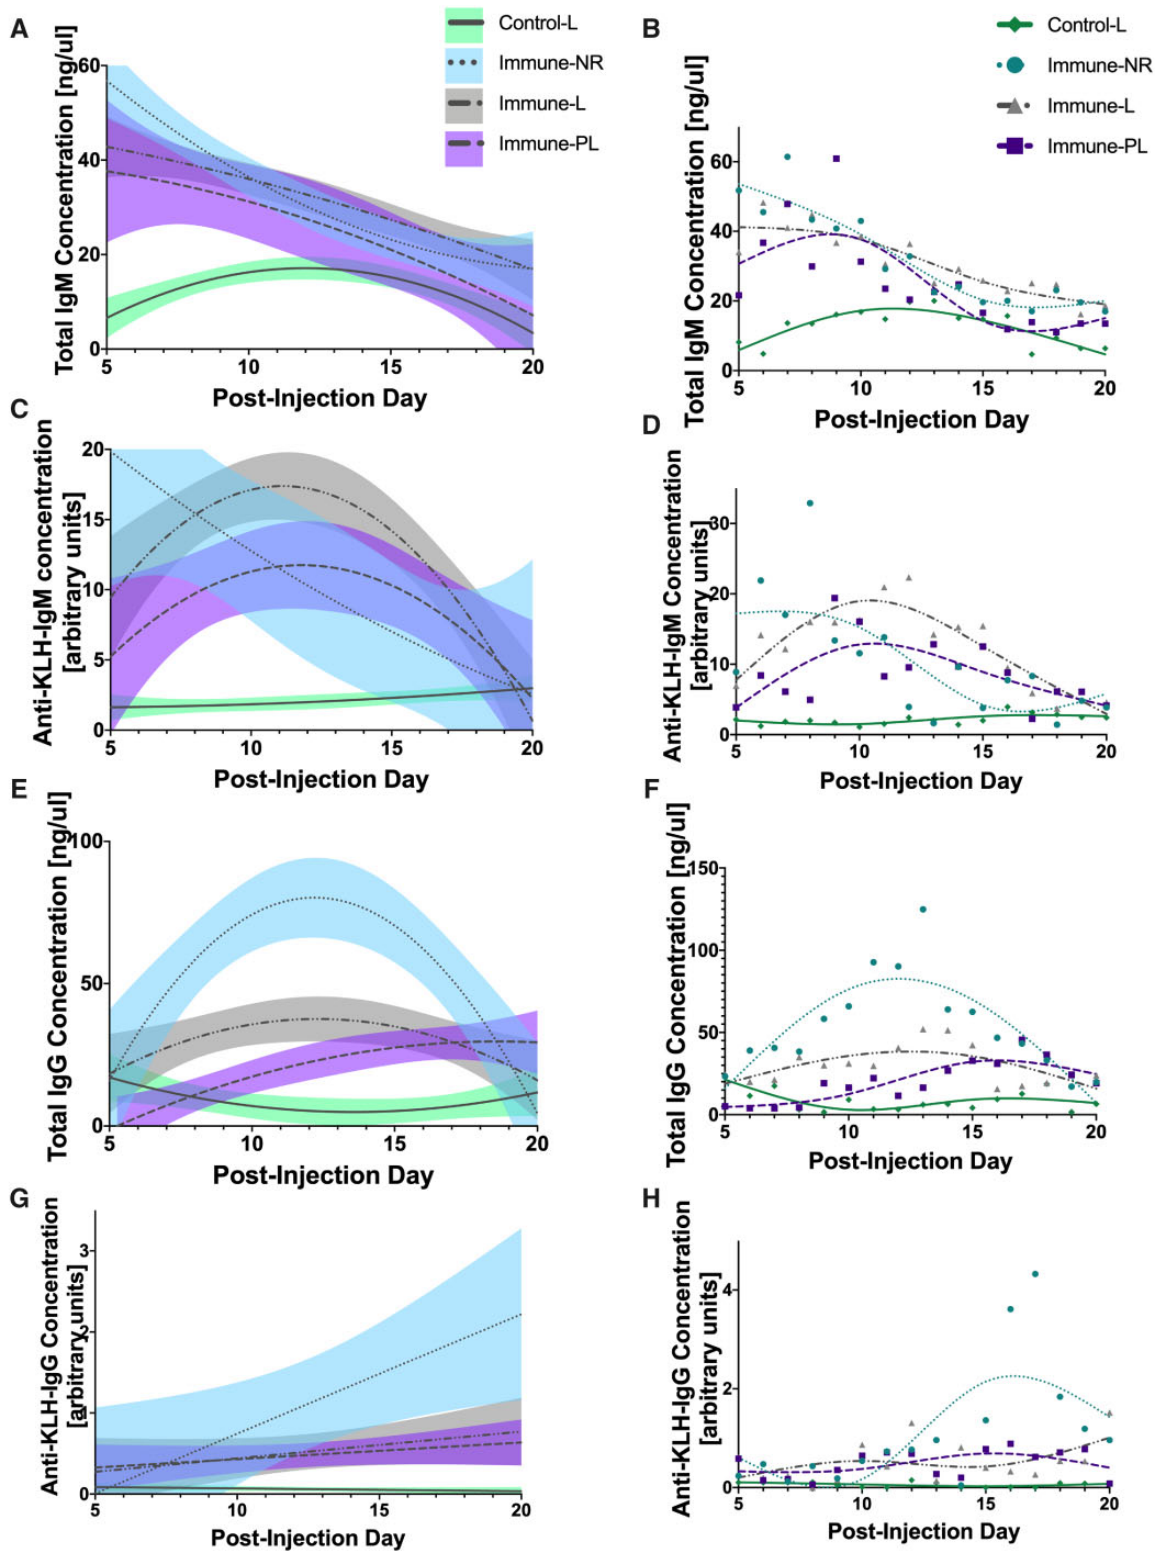 A
Total IgM Concentration [ng/ul]
60
40
20
0
5
10
15
20
Post-Injection Day
Control-L
Immune-NR
Immune-L
Immune-PL
B
Total IgM Concentration [ng/ul]
60
40
20
0
5
10
15
20
Post-Injection Day
Control-L
Immune-NR
Immune-L
Immune-PL
C
Anti-KLH-IgM concentration
[arbitrary units]
20
15
10
5
0
5
10
15
20
Post-Injection Day
D
Anti-KLH-IgM Concentration
[arbitrary units]
30
20
10
0
5
10
15
20
Post-Injection Day
E
Total IgG Concentration [ng/ul]
100
50
0
5
10
15
20
Post-Injection Day
F
Total IgG Concentration [ng/ul]
150
100
50
0
5
10
15
20
Post-Injection Day
G
Anti-KLH-IgG Concentration
[arbitrary units]
3
0
5
10
15
20
Post-Injection Day
H
Anti-KLH-IgG Concentration
[arbitrary units]
4
2
0
5
10
15
20
Post-Injection Day